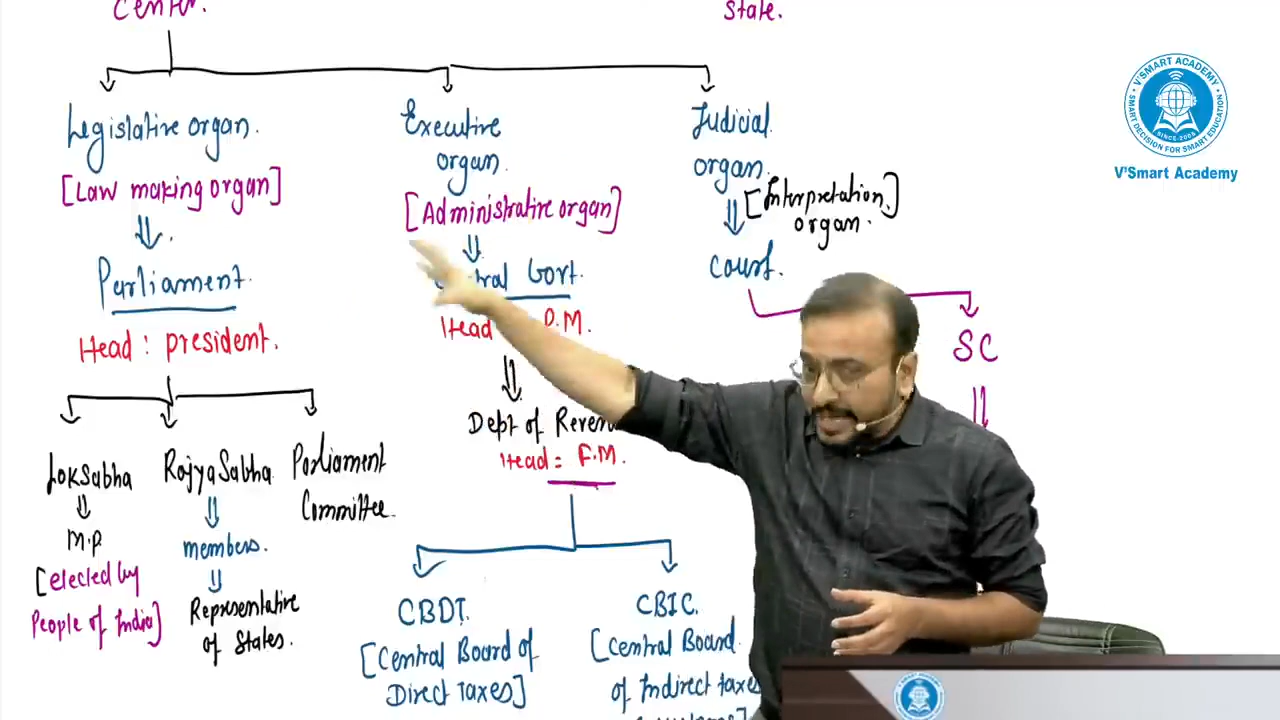 Center.
State.
Legislative organ.
[Law making organ]
Parliament
Head : president.
LokSabha
M.P.
[elected by
People of India]
RajyaSabha
members.
Representative
of States.
Parliament
Committee
Executive
organ.
[Administrative organ]
Govt.
Head
P.M.
Dept of
Head = F.M.
CBDT.
[Central Board of
Direct Taxes]
CBIC.
[Central Board
of Indirect taxes
Judicial
organ.
[Interpretation
organ.
Court.
SC
V'SMART ACADEMY
SINCE-2008
SMART DECISION FOR SMART EDUCATION
V'Smart Academy